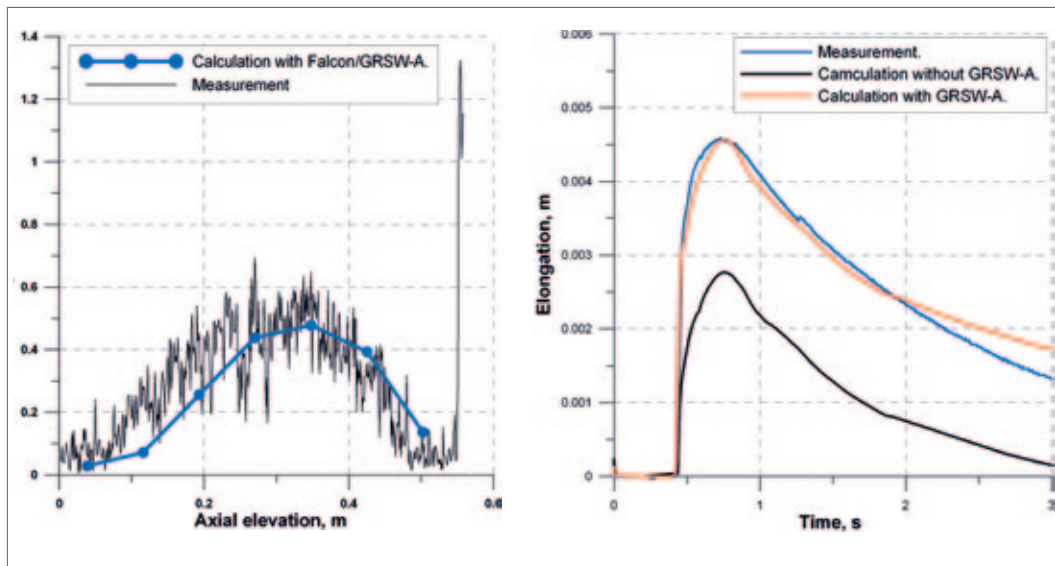 1.4
1.2
1
0.8
0.6
0.4
0.2
0
Calculation with Falcon/GRSW-A.
Measurement
0
0.2
0.4
0.6
Axial elevation, m
0.006
0.005
0.004
0.003
0.002
0.001
0
Elongation, m
Measurement.
Camculation without GRSW-A.
Calculation with GRSW-A.
0
1
2
3
Time, s